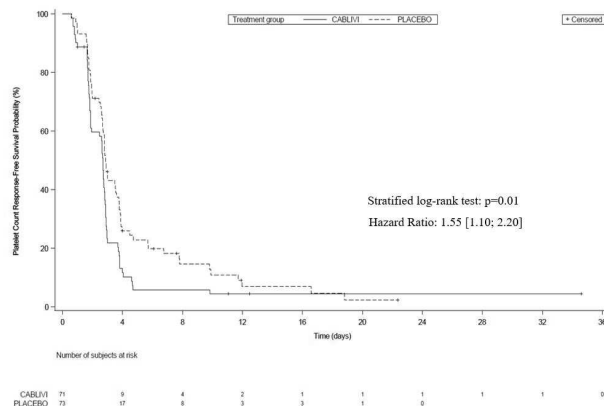 Treatment group CABLIVI PLACEBO + Censored
Platelet Count Response-Free Survival Probability (%)
100
80
60
40
20
0
Stratified log-rank test: p=0.01
Hazard Ratio: 1.55 [1.10; 2.20]
0 4 8 12 16 20 24 28 32 36
Time (days)
Number of subjects at risk
CABLIVI 71 9 4 2 1 1 1 1 1 0
PLACEBO 73 17 8 3 3 1 0